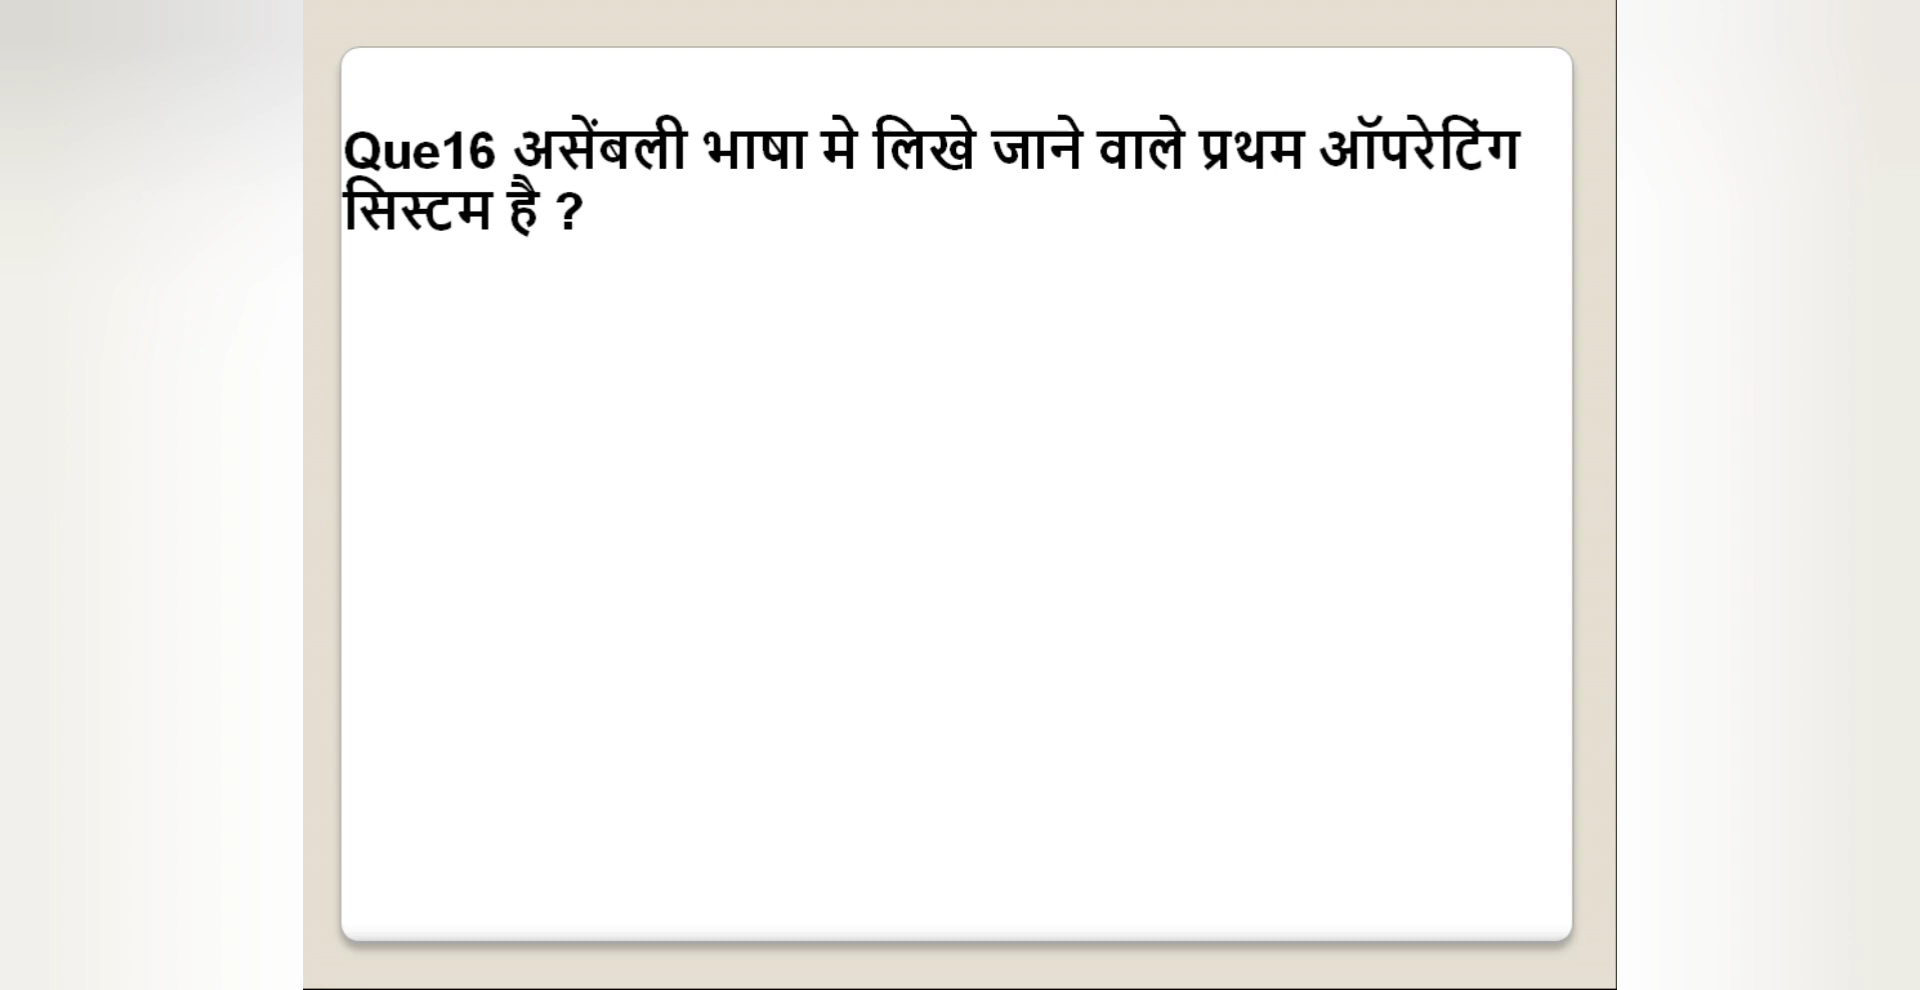 Que16 असेंबली भाषा मे लिखे जाने वाले प्रथम ऑपरेटिंग
सिस्टम है ?